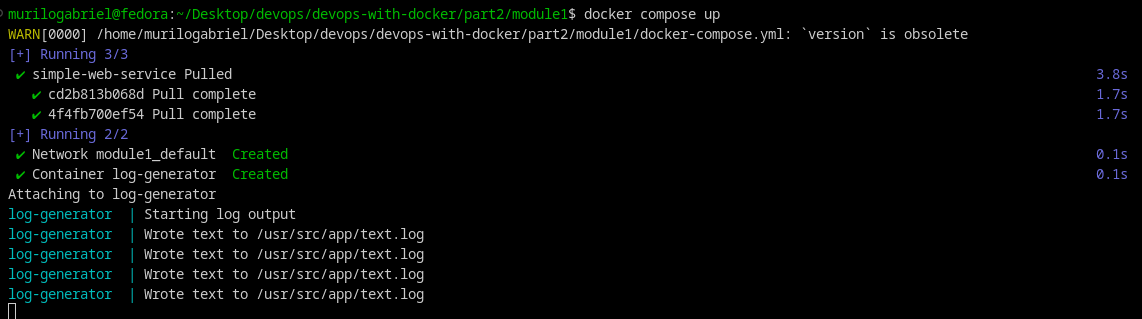 murilogabriel@fedora:~/Desktop/devops/devops-with-docker/part2/module1$ docker compose up
WARN[0000] /home/murilogabriel/Desktop/devops/devops-with-docker/part2/module1/docker-compose.yml: `version` is obsolete
[+] Running 3/3
✔ simple-web-service Pulled 3.8s
✔ cd2b813b068d Pull complete 1.7s
✔ 4f4fb700ef54 Pull complete 1.7s
[+] Running 2/2
✔ Network module1_default Created 0.1s
✔ Container log-generator Created 0.1s
Attaching to log-generator
log-generator | Starting log output
log-generator | Wrote text to /usr/src/app/text.log
log-generator | Wrote text to /usr/src/app/text.log
log-generator | Wrote text to /usr/src/app/text.log
log-generator | Wrote text to /usr/src/app/text.log